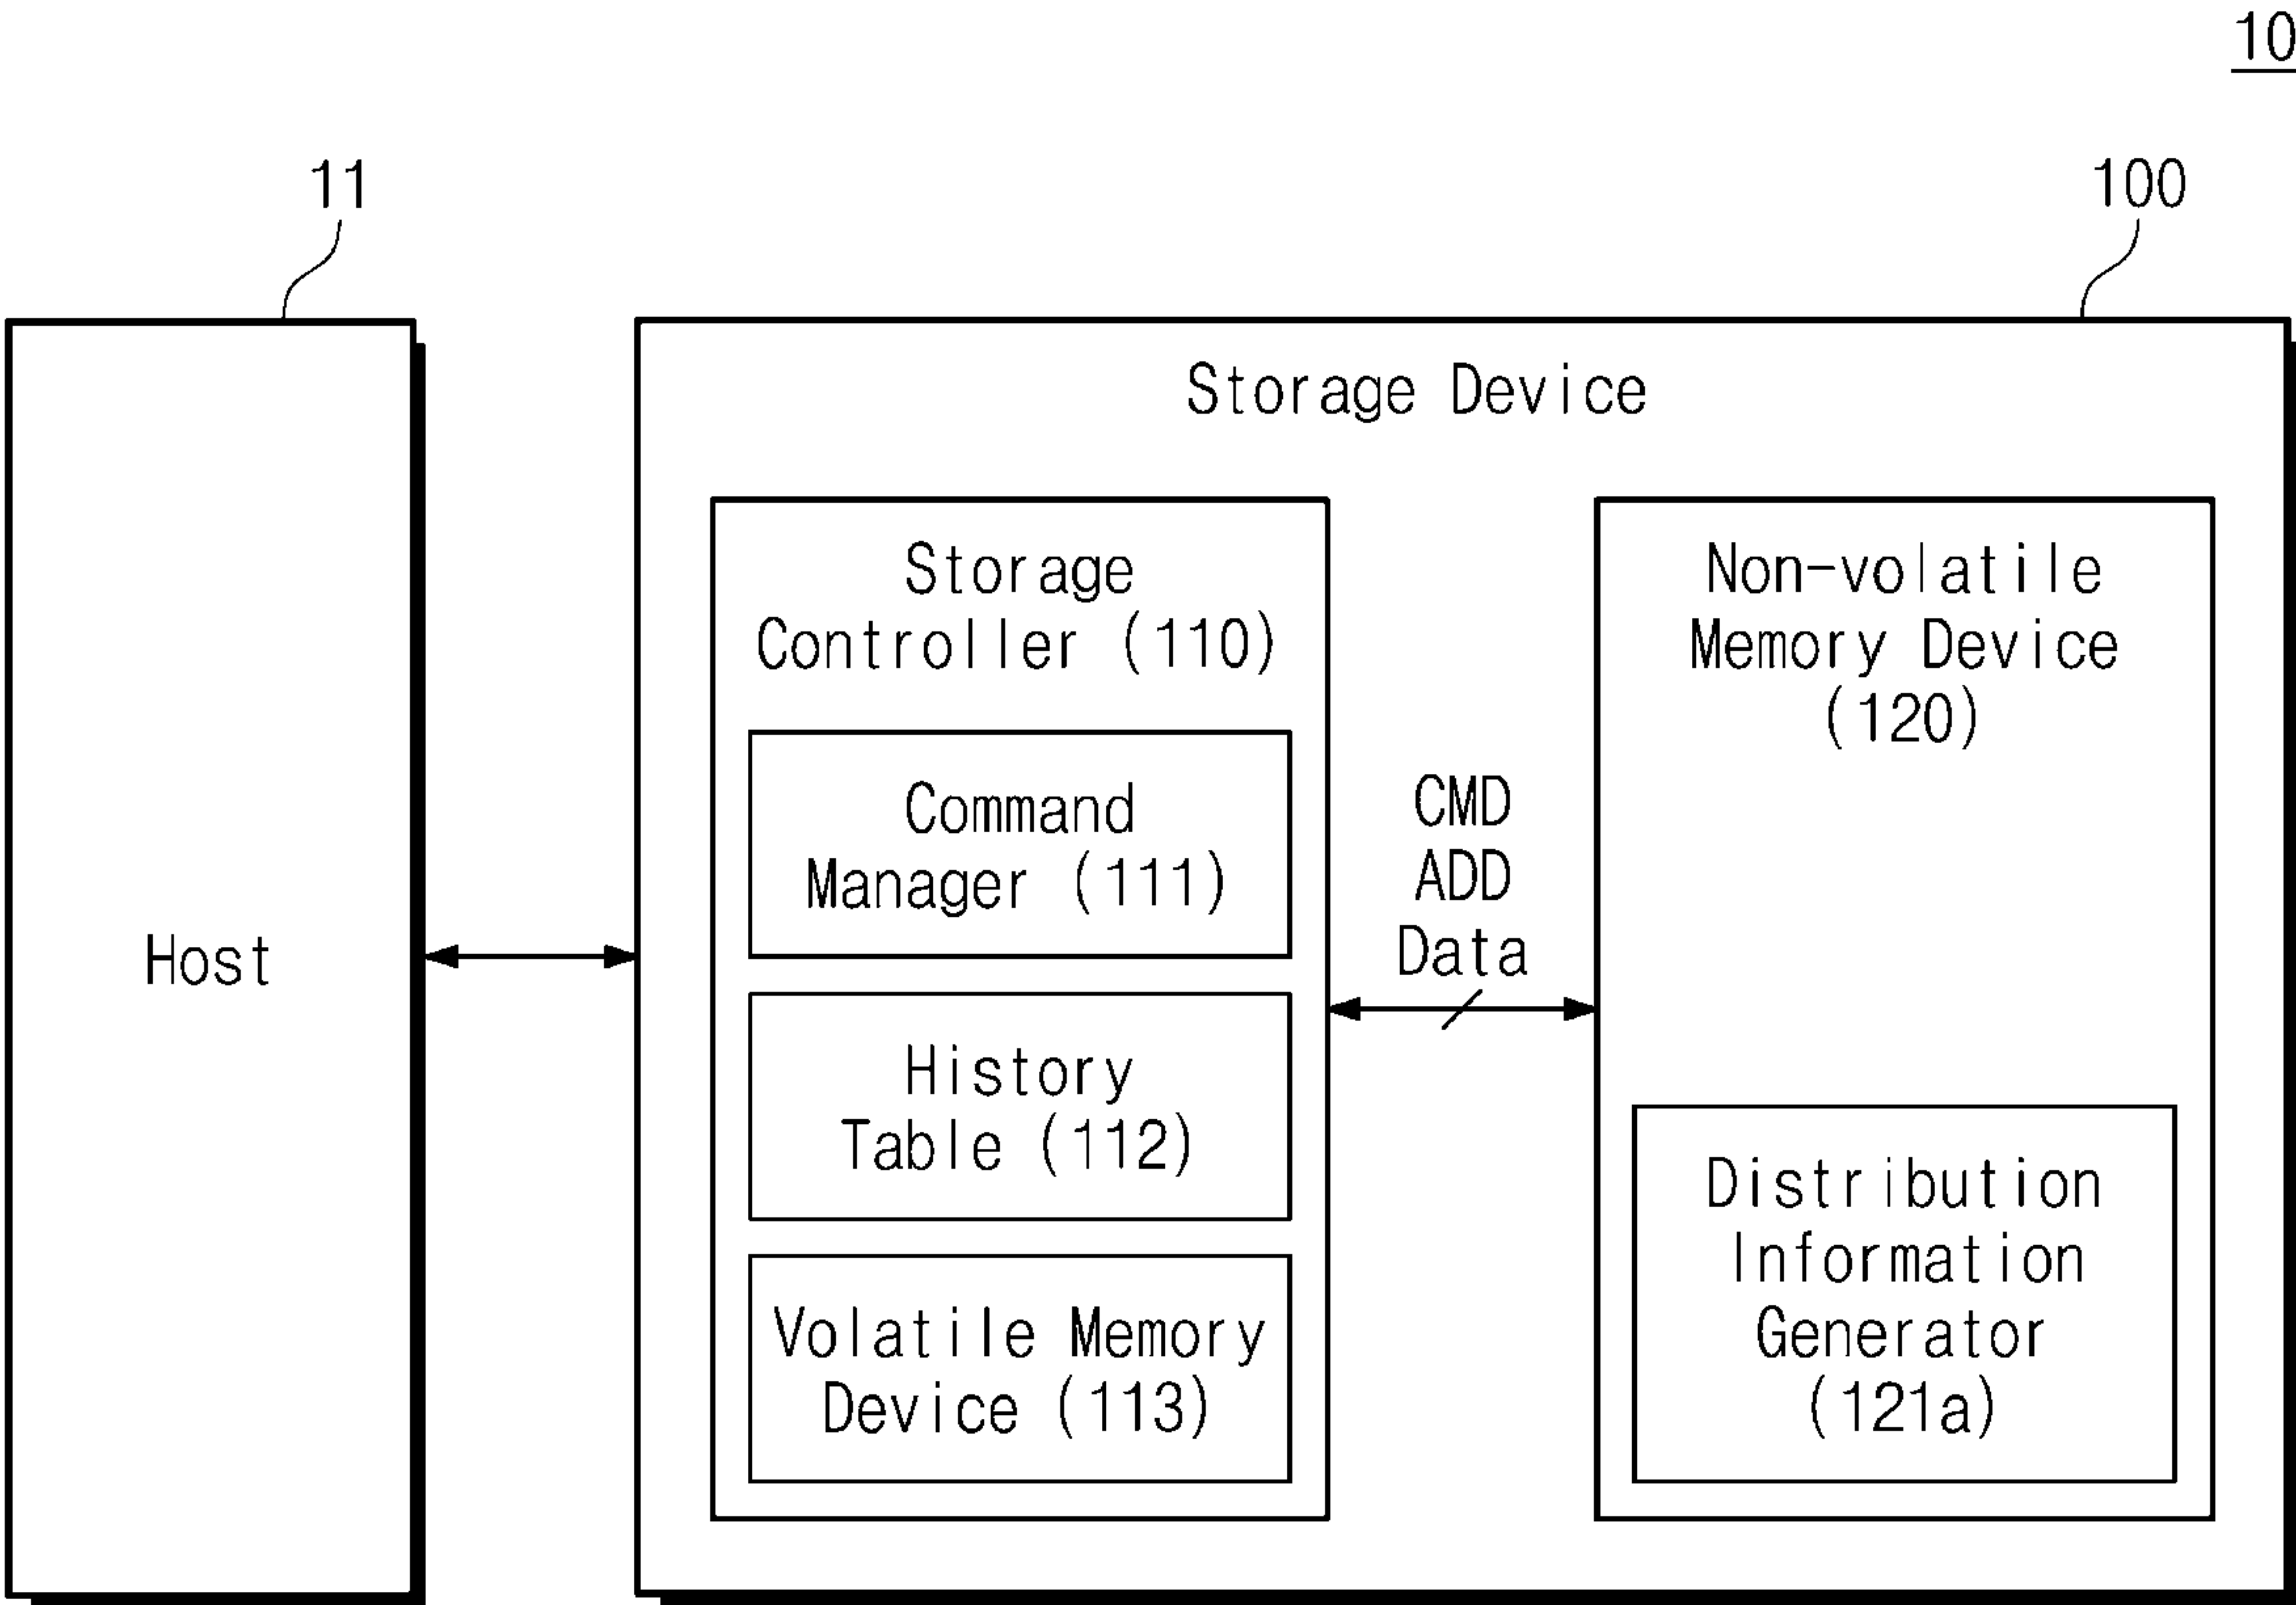 10
11
100
Host
Storage Device
Storage
Controller (110)
Command
Manager (111)
History
Table (112)
Volatile Memory
Device (113)
CMD
ADD
Data
Non-volatile
Memory Device
(120)
Distribution
Information
Generator
(121a)